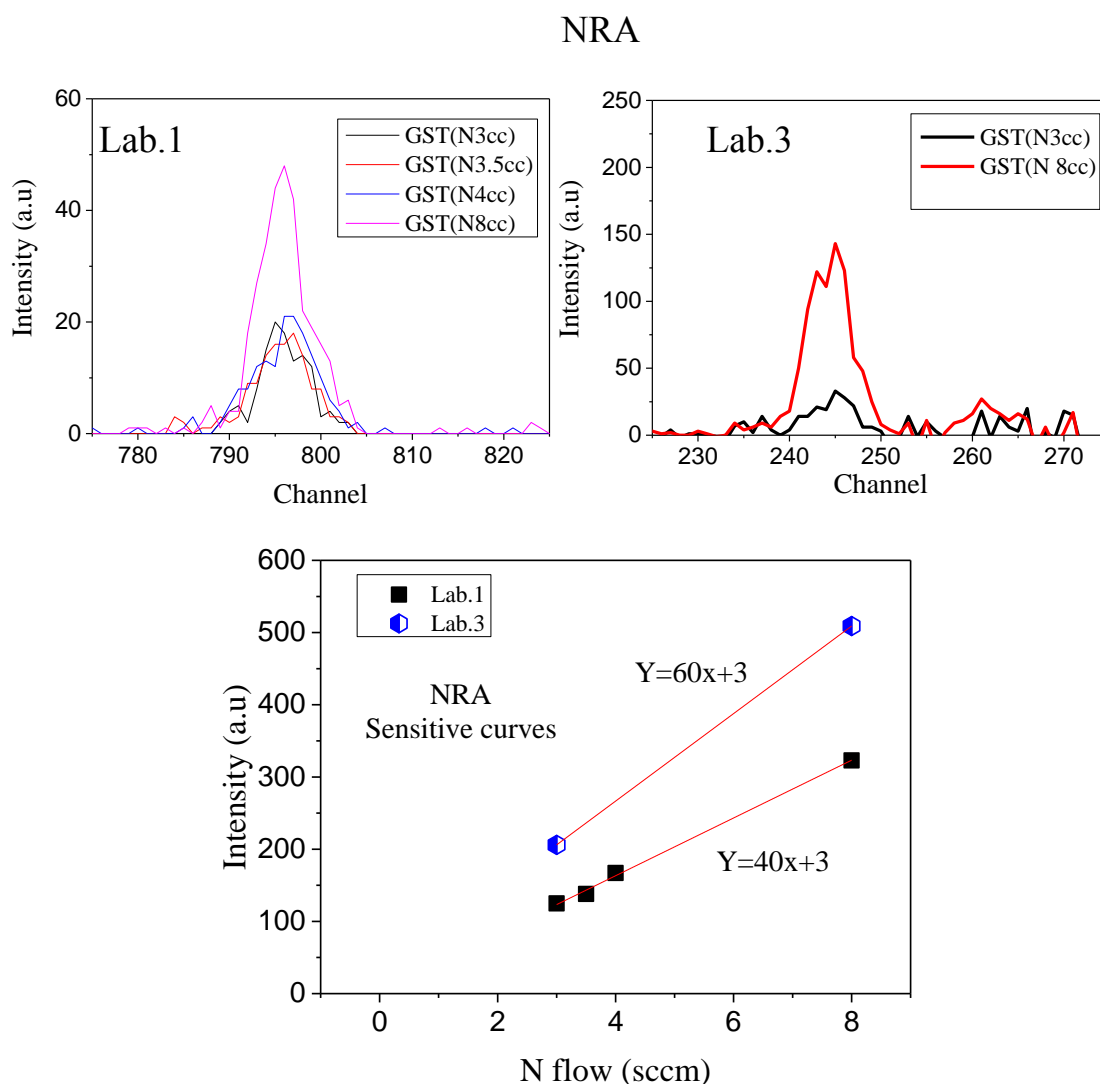 NRA
Lab.1
GST(N3cc)
GST(N3.5cc)
GST(N4cc)
GST(N8cc)
60
40
20
0
Intensity (a.u)
780
790
800
810
820
Channel
Lab.3
GST(N3cc)
GST(N 8cc)
250
200
150
100
50
0
Intensity (a.u)
230
240
250
260
270
Channel
Lab.1
Lab.3
NRA
Sensitive curves
Y=60x+3
Y=40x+3
600
500
400
300
200
100
0
Intensity (a.u)
0
2
4
6
8
N flow (sccm)